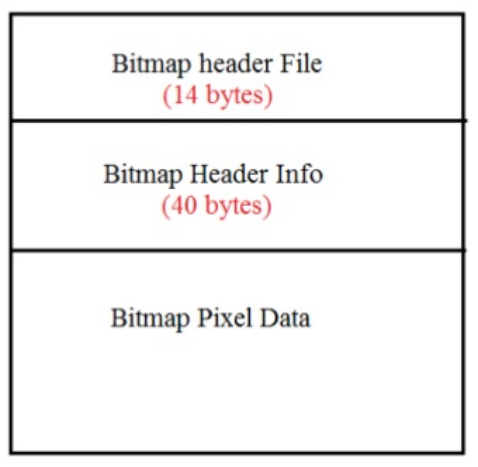 Bitmap header File
(14 bytes)
Bitmap Header Info
(40 bytes)
Bitmap Pixel Data